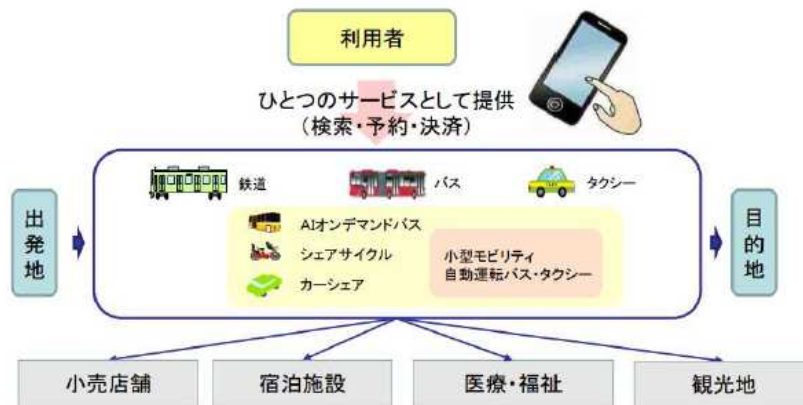 利用者
ひとつのサービスとして提供
（検索・予約・決済）
出発地
鉄道
バス
タクシー
AIオンデマンドバス
シェアサイクル
カーシェア
小型モビリティ
自動運転バス・タクシー
目的地
小売店舗
宿泊施設
医療・福祉
観光地